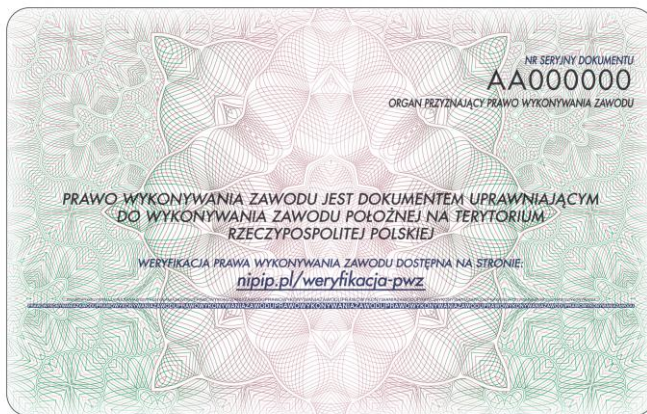 NR SERYJNY DOKUMENTU
AA000000
ORGAN PRZYZNAJĄCY PRAWO WYKONYWANIA ZAWODU
PRAWO WYKONYWANIA ZAWODU JEST DOKUMENTEM UPRAWNIAJĄCYM
DO WYKONYWANIA ZAWODU POŁOŻNEJ NA TERYTORIUM
RZECZYPOSPOLITEJ POLSKIEJ
WERYFIKACJA PRAWA WYKONYWANIA ZAWODU DOSTĘPNA NA STRONIE:
nipip.pl/weryfikacja-pwz